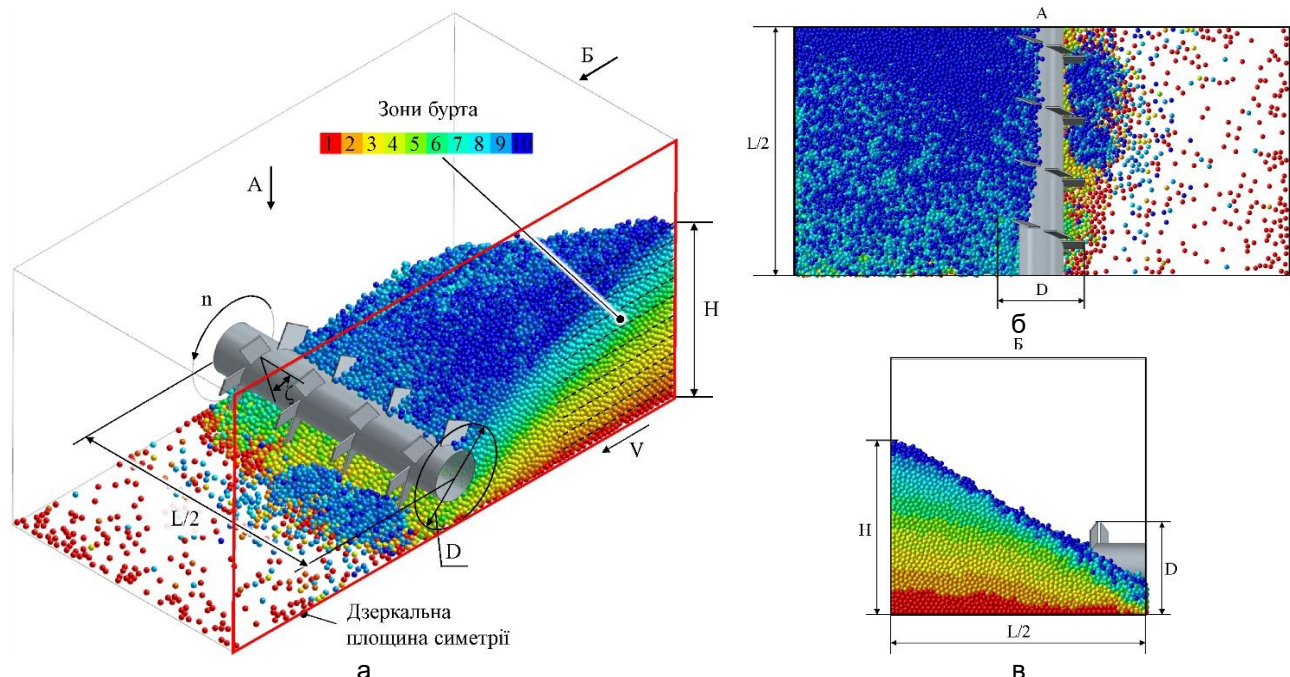 Б
Зони бурта
1 2 3 4 5 6 7 8 9 10
А
n
ζ
H
V
L/2
D
Дзеркальна
площина симетрії
а
А
L/2
D
б
Б
H
D
L/2
в